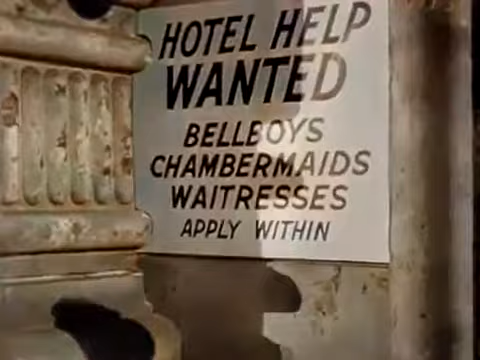 HOTEL HELP
WANTED
BELLBOYS
CHAMBERMAIDS
WAITRESSES
APPLY WITHIN